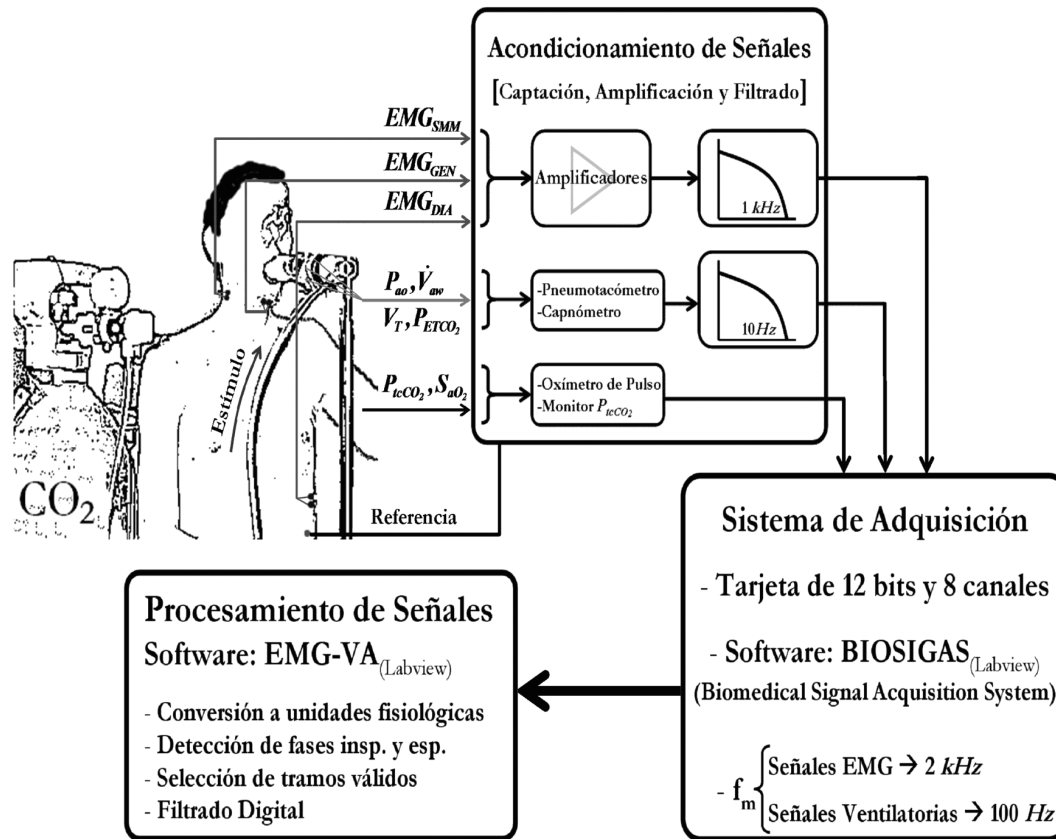 Acondicionamiento de Señales
[Captación, Amplificación y Filtrado]
EMG_SMM
EMG_GEN
EMG_DIA
Amplificadores
1 kHz
P_ao, V̇_aw
V_T, P_ETCO₂
-Pneumotacómetro
-Capnómetro
10 Hz
P_tcCO₂, S_aO₂
-Oxímetro de Pulso
-Monitor P_tcCO₂
Estímulo
CO₂
Referencia
Sistema de Adquisición
- Tarjeta de 12 bits y 8 canales
- Software: BIOSIGAS (Labview)
(Biomedical Signal Acquisition System)
- f_m { Señales EMG → 2 kHz
Señales Ventilatorias → 100 Hz
Procesamiento de Señales
Software: EMG-VA (Labview)
- Conversión a unidades fisiológicas
- Detección de fases insp. y esp.
- Selección de tramos válidos
- Filtrado Digital